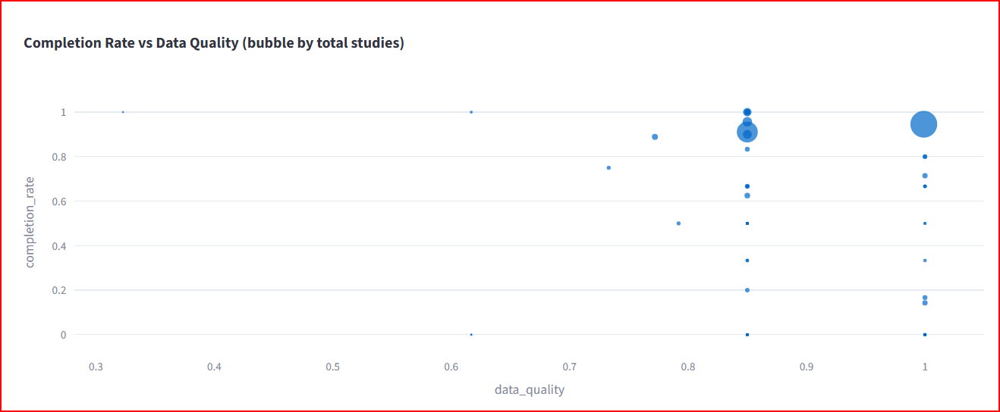 Completion Rate vs Data Quality (bubble by total studies)
1
0.8
0.6
0.4
0.2
0
completion_rate
0.3 0.4 0.5 0.6 0.7 0.8 0.9 1
data_quality